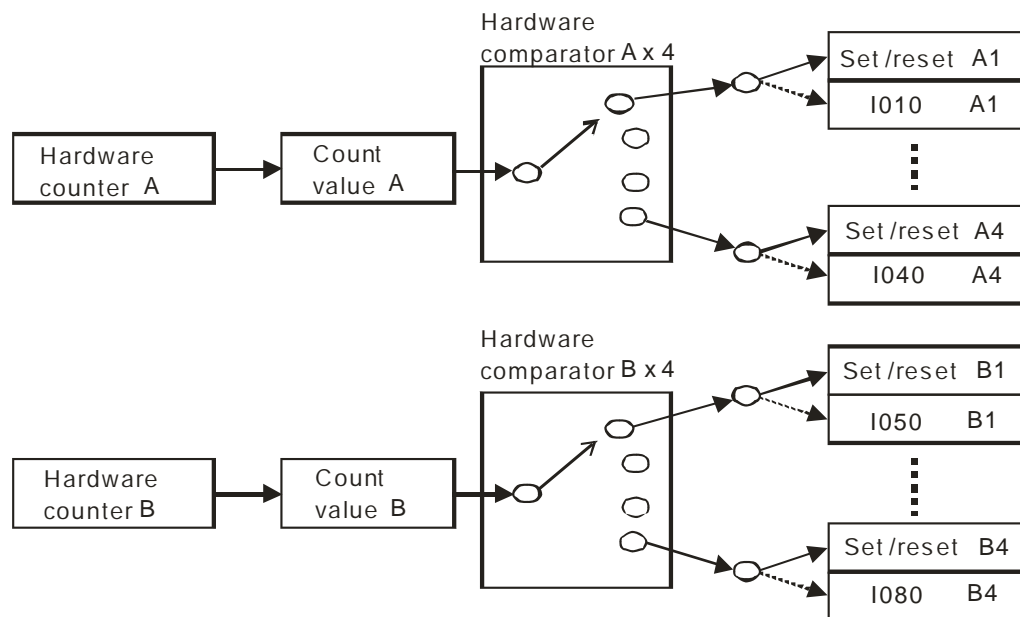 Hardware
comparator A x 4
Set/reset A1
I010 A1
Hardware
counter A
Count
value A
Set/reset A4
I040 A4
Hardware
comparator B x 4
Set/reset B1
I050 B1
Hardware
counter B
Count
value B
Set/reset B4
I080 B4